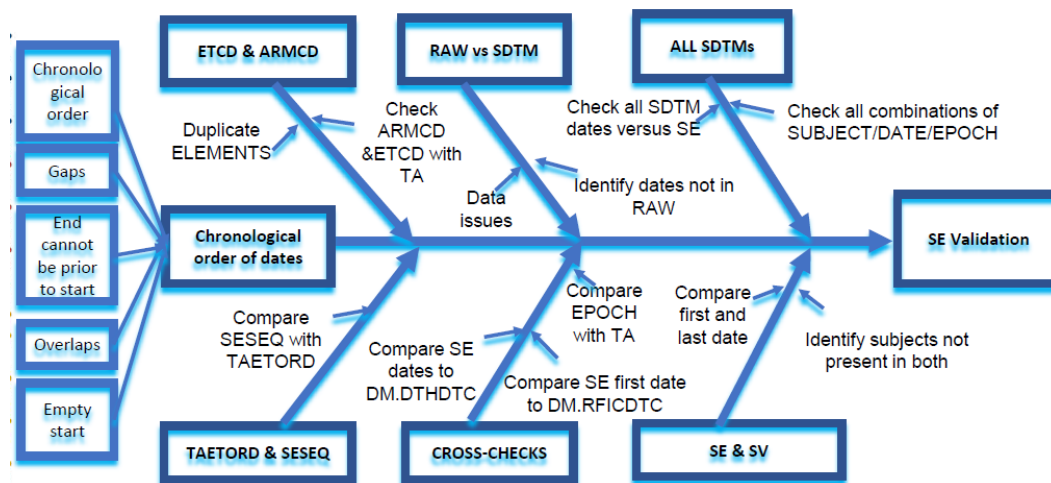 ETCD & ARMCD
RAW vs SDTM
ALL SDTMs
Chronolo
gical
order
Gaps
End
cannot
be prior
to start
Overlaps
Empty
start
Duplicate
ELEMENTS
Check
ARMCD
&ETCD with
TA
Data
issues
Identify dates not in
RAW
Check all SDTM
dates versus SE
Check all combinations of
SUBJECT/DATE/EPOCH
Chronological
order of dates
SE Validation
Compare
SESEQ with
TAETORD
Compare SE
dates to
DM.DTHDTC
Compare
EPOCH
with TA
Compare SE first date
to DM.RFICDTC
Compare
first and
last date
Identify subjects not
present in both
TAETORD & SESEQ
CROSS-CHECKS
SE & SV